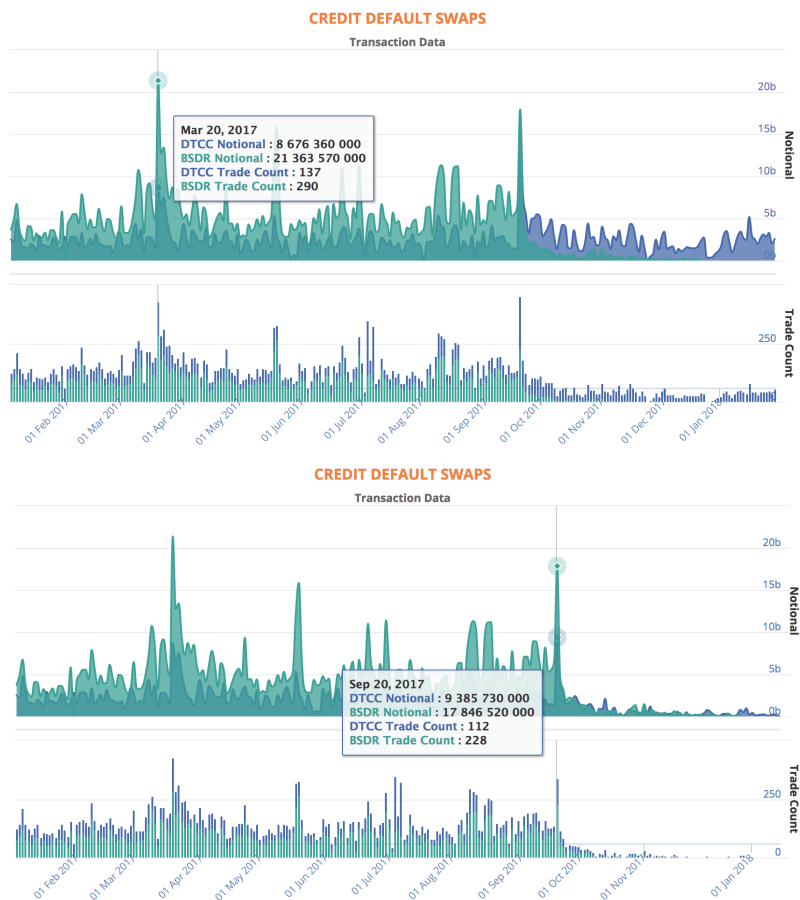 CREDIT DEFAULT SWAPS
Transaction Data
20b
15b
10b
5b
0b
Notional
Mar 20, 2017
DTCC Notional : 8 676 360 000
BSDR Notional : 21 363 570 000
DTCC Trade Count : 137
BSDR Trade Count : 290
250
Trade Count
01 Feb 2017
01 Mar 2017
01 Apr 2017
01 May 2017
01 Jun 2017
01 Jul 2017
01 Aug 2017
01 Sep 2017
01 Oct 2017
01 Nov 2017
01 Dec 2017
01 Jan 2018
CREDIT DEFAULT SWAPS
Transaction Data
20b
15b
10b
5b
0b
Notional
Sep 20, 2017
DTCC Notional : 9 385 730 000
BSDR Notional : 17 846 520 000
DTCC Trade Count : 112
BSDR Trade Count : 228
250
0
Trade Count
01 Feb 2017
01 Mar 2017
01 Apr 2017
01 May 2017
01 Jun 2017
01 Jul 2017
01 Aug 2017
01 Sep 2017
01 Oct 2017
01 Nov 2017
01 Jan 2018